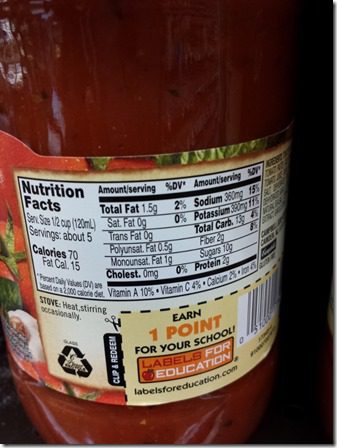 Nutrition
Facts
Serv. Size 1/2 cup (120mL)
Servings: about 5
Calories 70
Fat Cal. 15
*Percent Daily Values (DV) are
based on a 2,000 calorie diet.
Amount/serving %DV*
Total Fat 1.5g 2%
Sat. Fat 0g 0%
Trans Fat 0g
Polyunsat. Fat 0.5g
Monounsat. Fat 1g
Cholest. 0mg 0%
Amount/serving %DV*
Sodium 360mg 15%
Potassium 390mg 11%
Total Carb. 13g 4%
Fiber 2g 8%
Sugars 10g
Protein 2g
Vitamin A 10% • Vitamin C 4% • Calcium 2% • Iron 4%
STOVE: Heat, stirring
occasionally.
GLASS
CLIP & REDEEM
EARN
1 POINT
FOR YOUR SCHOOL!
LABELS FOR
EDUCATION
labelsforeducation.com